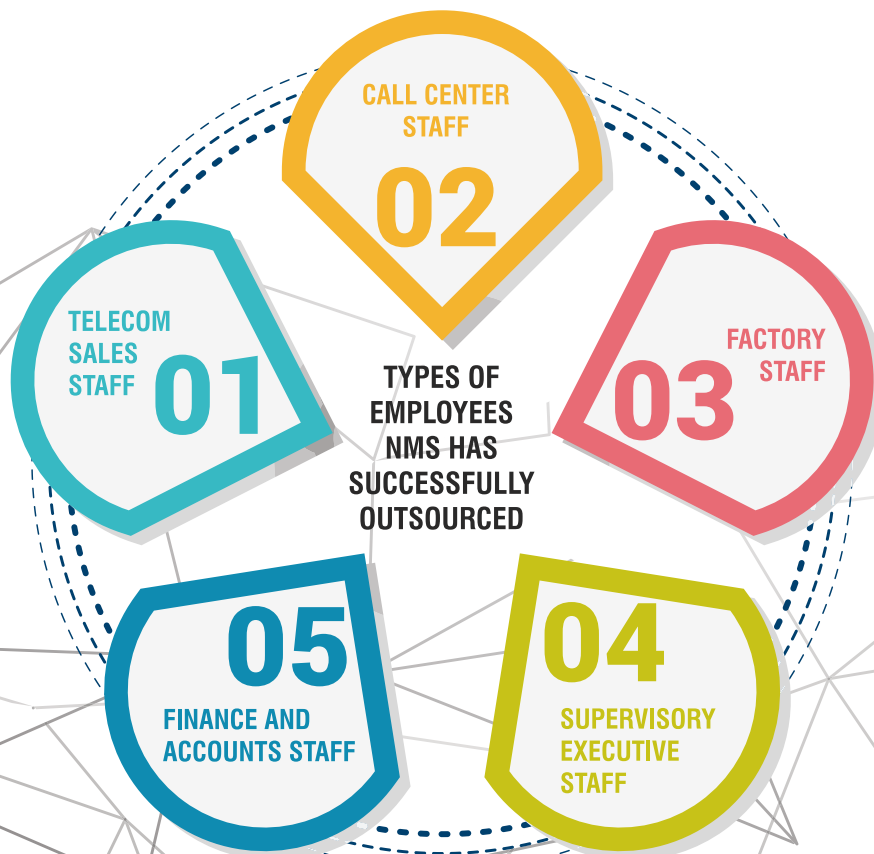 TYPES OF
EMPLOYEES
NMS HAS
SUCCESSFULLY
OUTSOURCED
TELECOM
SALES
STAFF
01
CALL CENTER
STAFF
02
FACTORY
STAFF
03
04
SUPERVISORY
EXECUTIVE
STAFF
05
FINANCE AND
ACCOUNTS STAFF